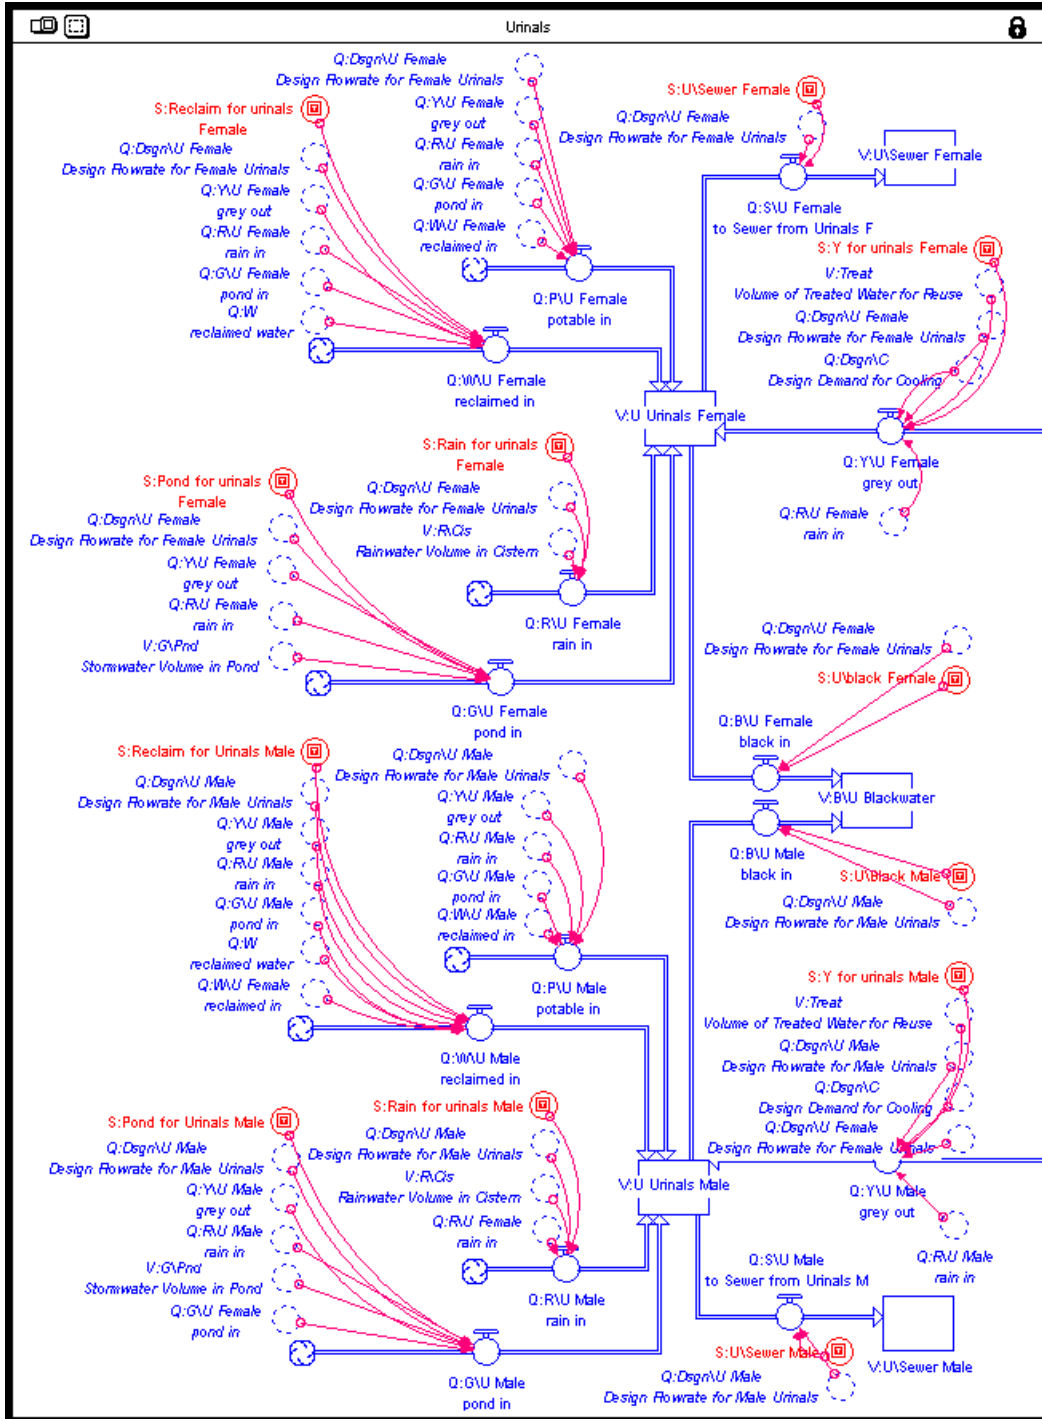 Urinals
Q:Dsgn\U Female
Design Flowrate for Female Urinals
Q:Y\U Female
grey out
Q:R\U Female
rain in
Q:G\U Female
pond in
Q:W\U Female
reclaimed in
S:Reclaim for urinals
Female
Q:Dsgn\U Female
Design Flowrate for Female Urinals
Q:Y\U Female
grey out
Q:R\U Female
rain in
Q:G\U Female
pond in
Q:W
reclaimed water
Q:P\U Female
potable in
Q:W\U Female
reclaimed in
S:U\Sewer Female
Q:Dsgn\U Female
Design Flowrate for Female Urinals
V:U\Sewer Female
Q:S\U Female
to Sewer from Urinals F
S:Y for urinals Female
V:Treat
Volume of Treated Water for Reuse
Q:Dsgn\U Female
Design Flowrate for Female Urinals
Q:Dsgn\C
Design Demand for Cooling
V:U Urinals Female
Q:Y\U Female
grey out
Q:R\U Female
rain in
S:Rain for urinals
Female
Q:Dsgn\U Female
Design Flowrate for Female Urinals
V:R\Cis
Rainwater Volume in Cistern
Q:R\U Female
rain in
S:Pond for urinals
Female
Q:Dsgn\U Female
Design Flowrate for Female Urinals
Q:Y\U Female
grey out
Q:R\U Female
rain in
V:G\Pnd
Stormwater Volume in Pond
Q:G\U Female
pond in
Q:Dsgn\U Female
Design Flowrate for Female Urinals
S:U\black Female
Q:B\U Female
black in
V:B\U Blackwater
Q:B\U Male
black in
S:U\Black Male
Q:Dsgn\U Male
Design Flowrate for Male Urinals
S:Reclaim for Urinals Male
Q:Dsgn\U Male
Design Flowrate for Male Urinals
Q:Y\U Male
grey out
Q:R\U Male
rain in
Q:G\U Male
pond in
Q:W
reclaimed water
Q:W\U Female
reclaimed in
Q:Dsgn\U Male
Design Flowrate for Male Urinals
Q:Y\U Male
grey out
Q:R\U Male
rain in
Q:G\U Male
pond in
Q:W\U Male
reclaimed in
Q:P\U Male
potable in
Q:W\U Male
reclaimed in
S:Y for urinals Male
V:Treat
Volume of Treated Water for Reuse
Q:Dsgn\U Male
Design Flowrate for Male Urinals
Q:Dsgn\C
Design Demand for Cooling
Q:Dsgn\U Female
Design Flowrate for Female Urinals
V:U Urinals Male
Q:Y\U Male
grey out
Q:R\U Male
rain in
S:Pond for Urinals Male
Q:Dsgn\U Male
Design Flowrate for Male Urinals
Q:Y\U Male
grey out
Q:R\U Male
rain in
V:G\Pnd
Stormwater Volume in Pond
Q:G\U Female
pond in
S:Rain for urinals Male
Q:Dsgn\U Male
Design Flowrate for Male Urinals
V:R\Cis
Rainwater Volume in Cistern
Q:R\U Female
rain in
Q:R\U Male
rain in
Q:G\U Male
pond in
Q:S\U Male
to Sewer from Urinals M
S:U\Sewer Male
V:U\Sewer Male
Q:Dsgn\U Male
Design Flowrate for Male Urinals